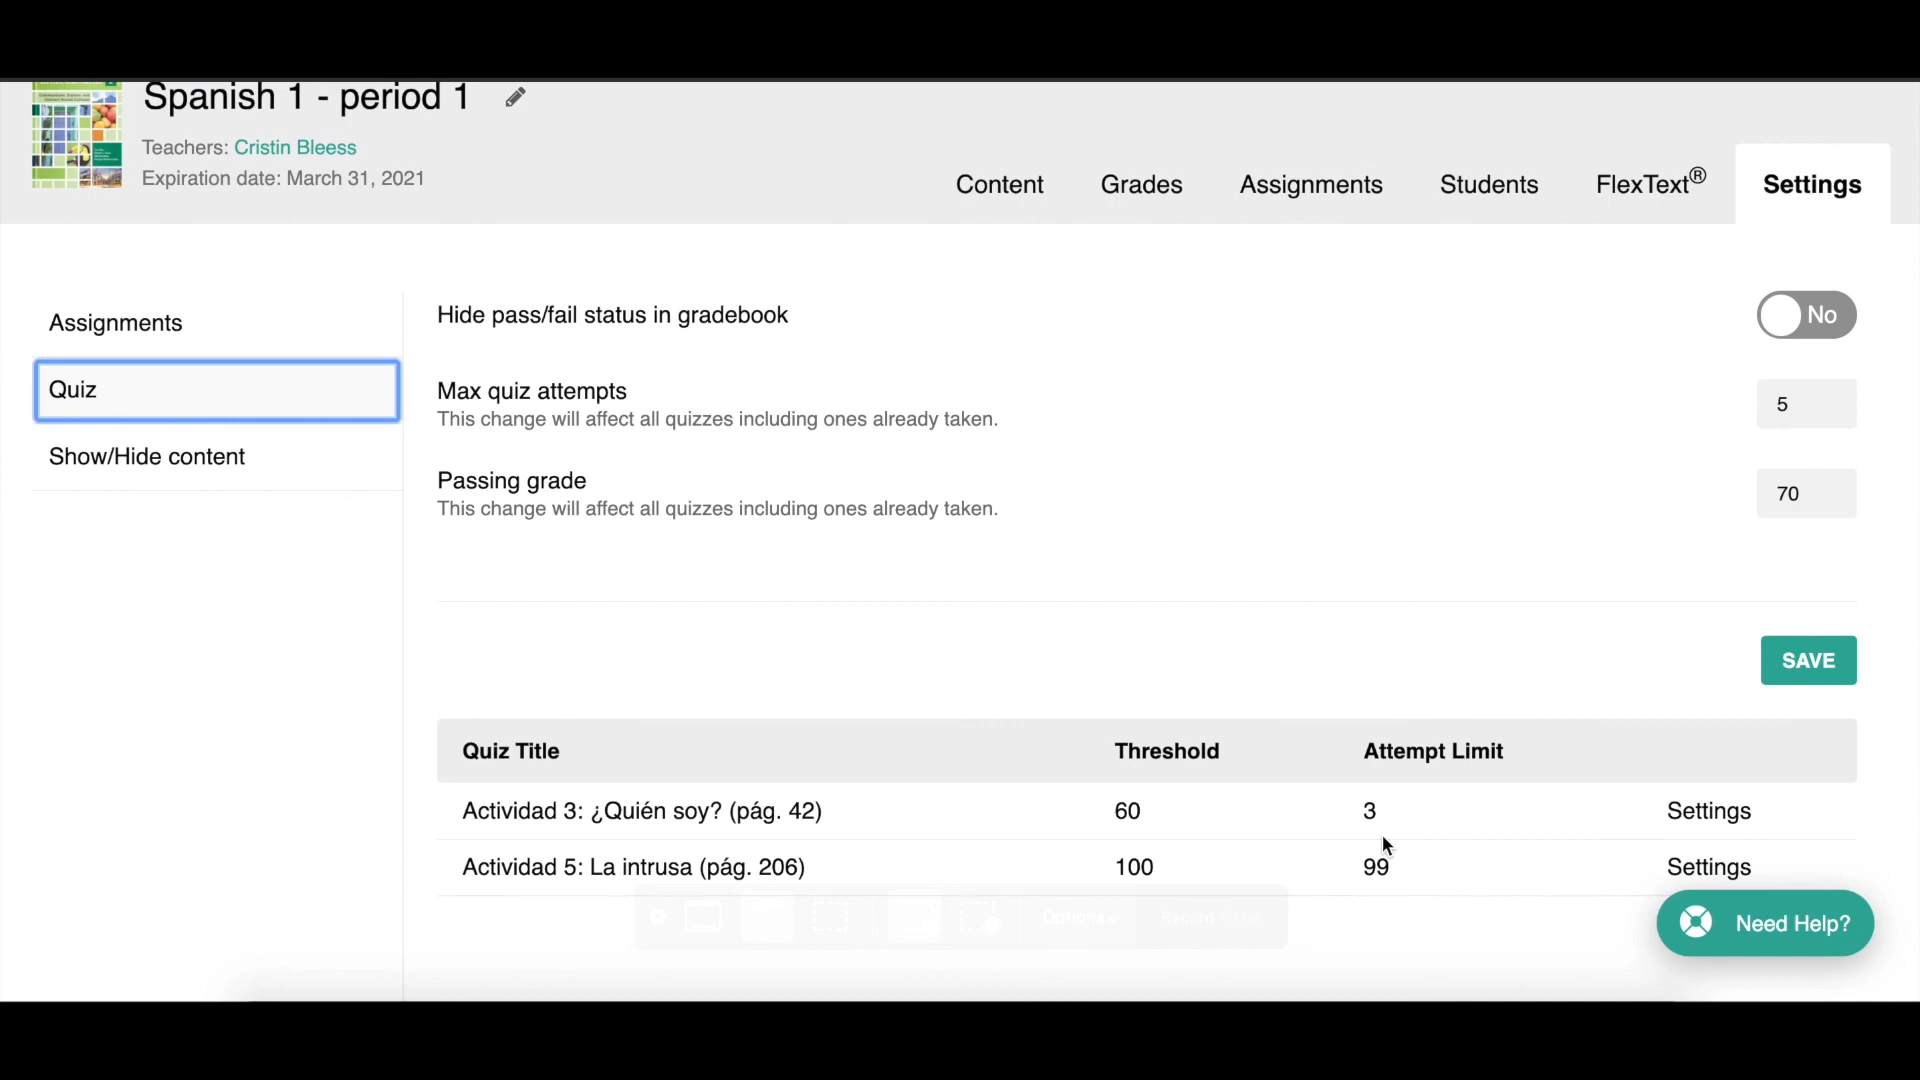 Spanish 1 - period 1
Teachers: Cristin Bleess
Expiration date: March 31, 2021
Content Grades Assignments Students FlexText® Settings
Assignments
Quiz
Show/Hide content
Hide pass/fail status in gradebook No
Max quiz attempts
This change will affect all quizzes including ones already taken.
5
Passing grade
This change will affect all quizzes including ones already taken.
70
SAVE
Quiz Title Threshold Attempt Limit
Actividad 3: ¿Quién soy? (pág. 42) 60 3 Settings
Actividad 5: La intrusa (pág. 206) 100 99 Settings
Options
Need Help?